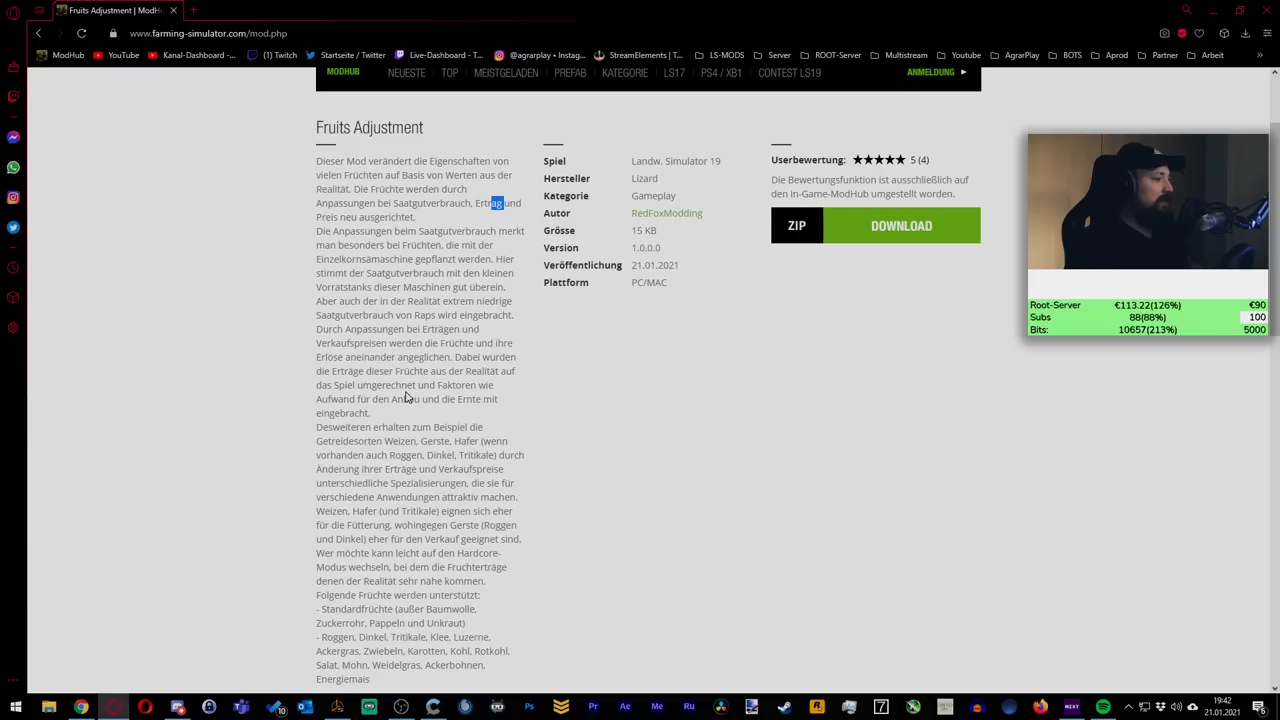 Fruits Adjustment | ModHu
www.farming-simulator.com/mod.php
ModHub
YouTube
Kanal-Dashboard -...
Twitch
Startseite / Twitter
Live-Dashboard - T...
@agrarplay • Instag...
StreamElements | T...
LS-MODS
Server
ROOT-Server
Multistream
Youtube
AgrarPlay
BOTS
Aprod
Partner
Arbeit
MODHUB
NEUESTE
TOP
MEISTGELADEN
PREFAB
KATEGORIE
LS17
PS4 / XB1
CONTEST LS19
ANMELDUNG
Fruits Adjustment
Dieser Mod verändert die Eigenschaften von
vielen Früchten auf Basis von Werten aus der
Realität. Die Früchte werden durch
Anpassungen bei Saatgutverbrauch, Ertrag und
Preis neu ausgerichtet.
Die Anpassungen beim Saatgutverbrauch merkt
man besonders bei Früchten, die mit der
Einzelkornsämaschine gepflanzt werden. Hier
stimmt der Saatgutverbrauch mit den kleinen
Vorratstanks dieser Maschinen gut überein.
Aber auch der in der Realität extrem niedrige
Saatgutverbrauch von Raps wird eingebracht.
Durch Anpassungen bei Erträgen und
Verkaufspreisen werden die Früchte und ihre
Erlöse aneinander angeglichen. Dabei wurden
die Erträge dieser Früchte aus der Realität auf
das Spiel umgerechnet und Faktoren wie
Aufwand für den Anbau und die Ernte mit
eingebracht.
Desweiteren erhalten zum Beispiel die
Getreidesorten Weizen, Gerste, Hafer (wenn
vorhanden auch Roggen, Dinkel, Tritikale) durch
Änderung ihrer Erträge und Verkaufspreise
unterschiedliche Spezialisierungen, die sie für
verschiedene Anwendungen attraktiv machen.
Weizen, Hafer (und Tritikale) eignen sich eher
für die Fütterung, wohingegen Gerste (Roggen
und Dinkel) eher für den Verkauf geeignet sind.
Wer möchte kann leicht auf den Hardcore-
Modus wechseln, bei dem die Fruchterträge
denen der Realität sehr nahe kommen.
Folgende Früchte werden unterstützt:
- Standardfrüchte (außer Baumwolle,
Zuckerrohr, Pappeln und Unkraut)
- Roggen, Dinkel, Tritikale, Klee, Luzerne,
Ackergras, Zwiebeln, Karotten, Kohl, Rotkohl,
Salat, Mohn, Weidelgras, Ackerbohnen,
Energiemais
Spiel Landw. Simulator 19
Hersteller Lizard
Kategorie Gameplay
Autor RedFoxModding
Grösse 15 KB
Version 1.0.0.0
Veröffentlichung 21.01.2021
Plattform PC/MAC
Userbewertung: 5 (4)
Die Bewertungsfunktion ist ausschließlich auf
den in-Game-ModHub umgestellt worden.
ZIP DOWNLOAD
Root-Server €113.22(126%) €90
Subs 88(88%) 100
Bits: 10657(213%) 5000
19:42
21.01.2021